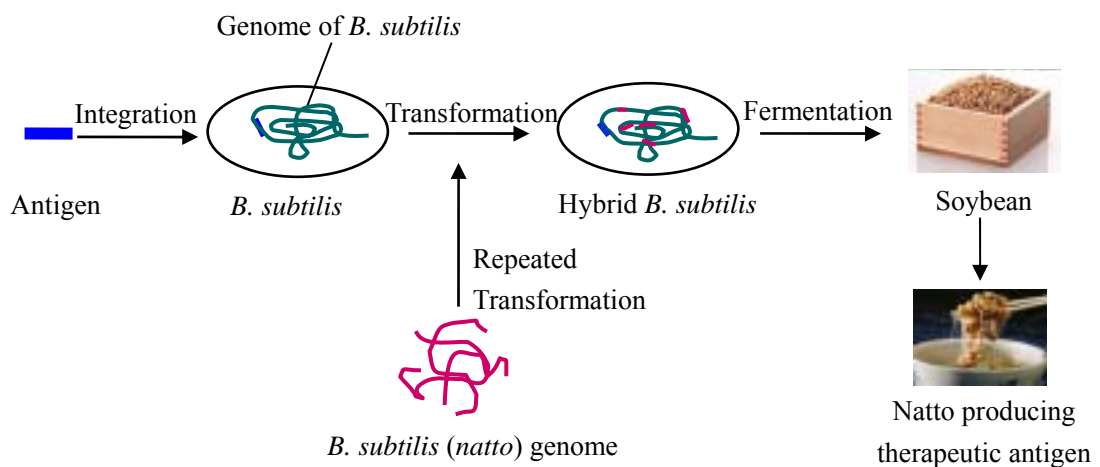 Genome of B. subtilis
Integration
Transformation
Fermentation
Antigen
B. subtilis
Hybrid B. subtilis
Soybean
Repeated
Transformation
B. subtilis (natto) genome
Natto producing
therapeutic antigen